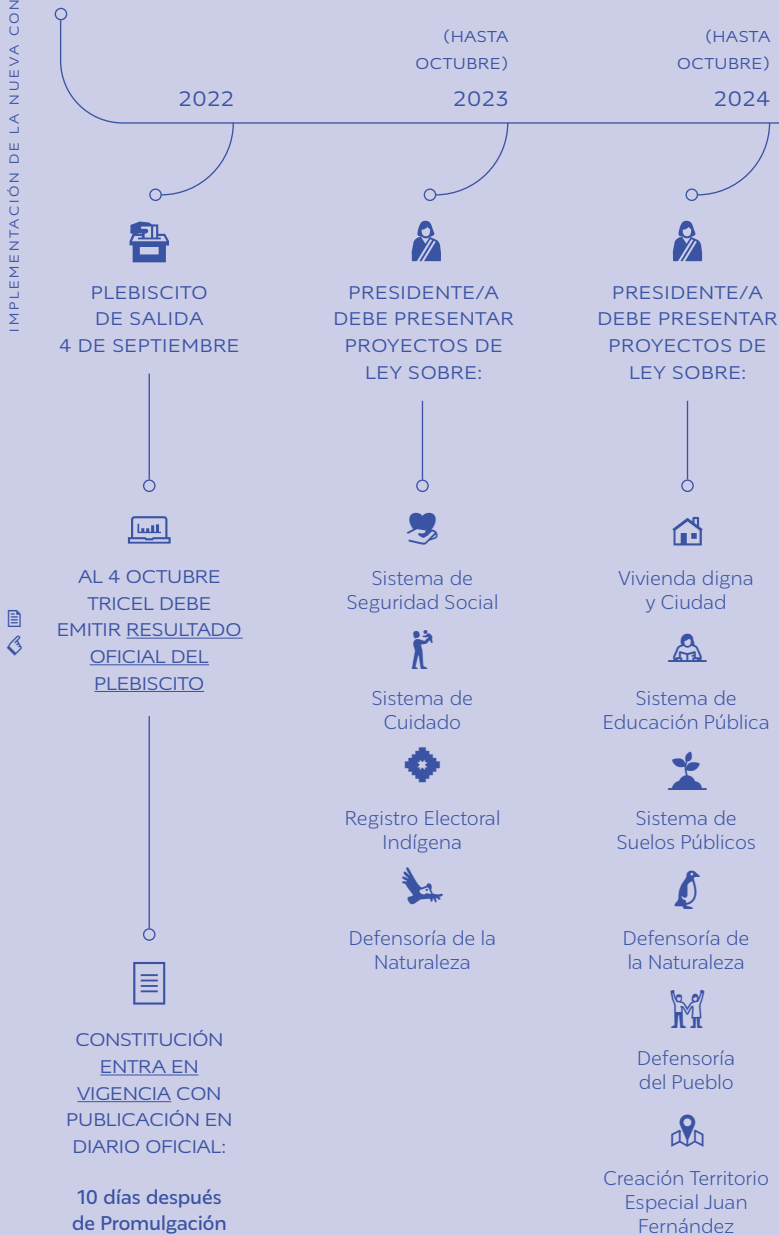 IMPLEMENTACIÓN DE LA NUEVA CON
2022
PLEBISCITO
DE SALIDA
4 DE SEPTIEMBRE
AL 4 OCTUBRE
TRICEL DEBE
EMITIR RESULTADO
OFICIAL DEL
PLEBISCITO
CONSTITUCIÓN
ENTRA EN
VIGENCIA CON
PUBLICACIÓN EN
DIARIO OFICIAL:
10 días después
de Promulgación
(HASTA
OCTUBRE)
2023
PRESIDENTE/A
DEBE PRESENTAR
PROYECTOS DE
LEY SOBRE:
Sistema de
Seguridad Social
Sistema de
Cuidado
Registro Electoral
Indígena
Defensoría de la
Naturaleza
(HASTA
OCTUBRE)
2024
PRESIDENTE/A
DEBE PRESENTAR
PROYECTOS DE
LEY SOBRE:
Vivienda digna
y Ciudad
Sistema de
Educación Pública
Sistema de
Suelos Públicos
Defensoría de
la Naturaleza
Defensoría
del Pueblo
Creación Territorio
Especial Juan
Fernández